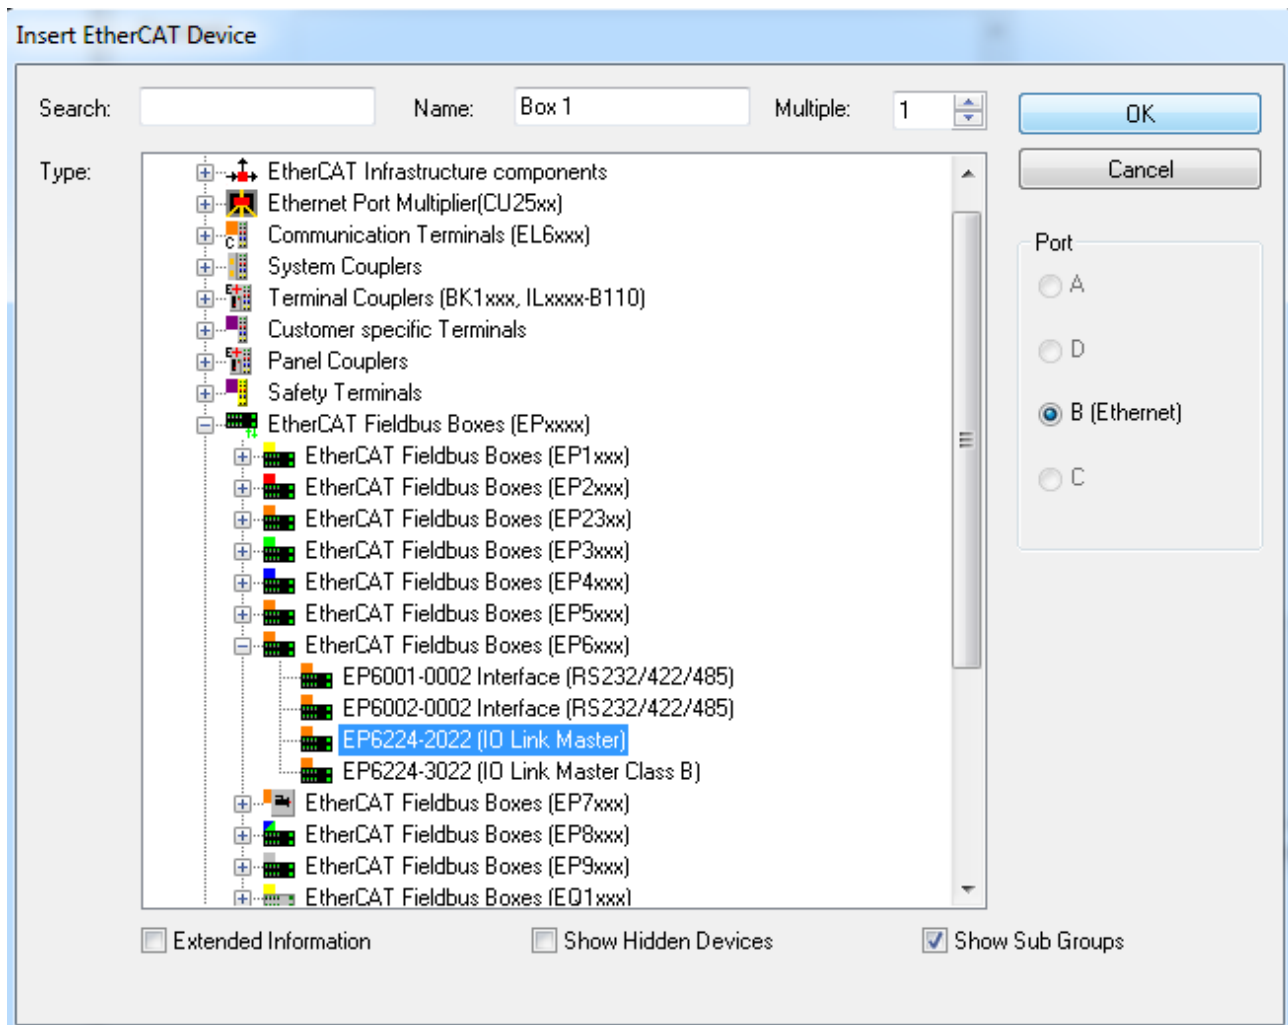 Insert EtherCAT Device
Search:
Name:
Box 1
Multiple:
1
OK
Type:
Cancel
EtherCAT Infrastructure components
Ethernet Port Multiplier(CU25xx)
C
Communication Terminals (EL6xxx)
System Couplers
Terminal Couplers (BK1xxx, ILxxxx-B110)
Customer specific Terminals
Panel Couplers
Safety Terminals
EtherCAT Fieldbus Boxes (EPxxxx)
EtherCAT Fieldbus Boxes (EP1xxx)
EtherCAT Fieldbus Boxes (EP2xxx)
EtherCAT Fieldbus Boxes (EP23xx)
EtherCAT Fieldbus Boxes (EP3xxx)
EtherCAT Fieldbus Boxes (EP4xxx)
EtherCAT Fieldbus Boxes (EP5xxx)
EtherCAT Fieldbus Boxes (EP6xxx)
EP6001-0002 Interface (RS232/422/485)
EP6002-0002 Interface (RS232/422/485)
EP6224-2022 (IO Link Master)
EP6224-3022 (IO Link Master Class B)
EtherCAT Fieldbus Boxes (EP7xxx)
EtherCAT Fieldbus Boxes (EP8xxx)
EtherCAT Fieldbus Boxes (EP9xxx)
EtherCAT Fieldbus Boxes (EQ1xxx)
Port
A
D
B (Ethernet)
C
Extended Information
Show Hidden Devices
Show Sub Groups